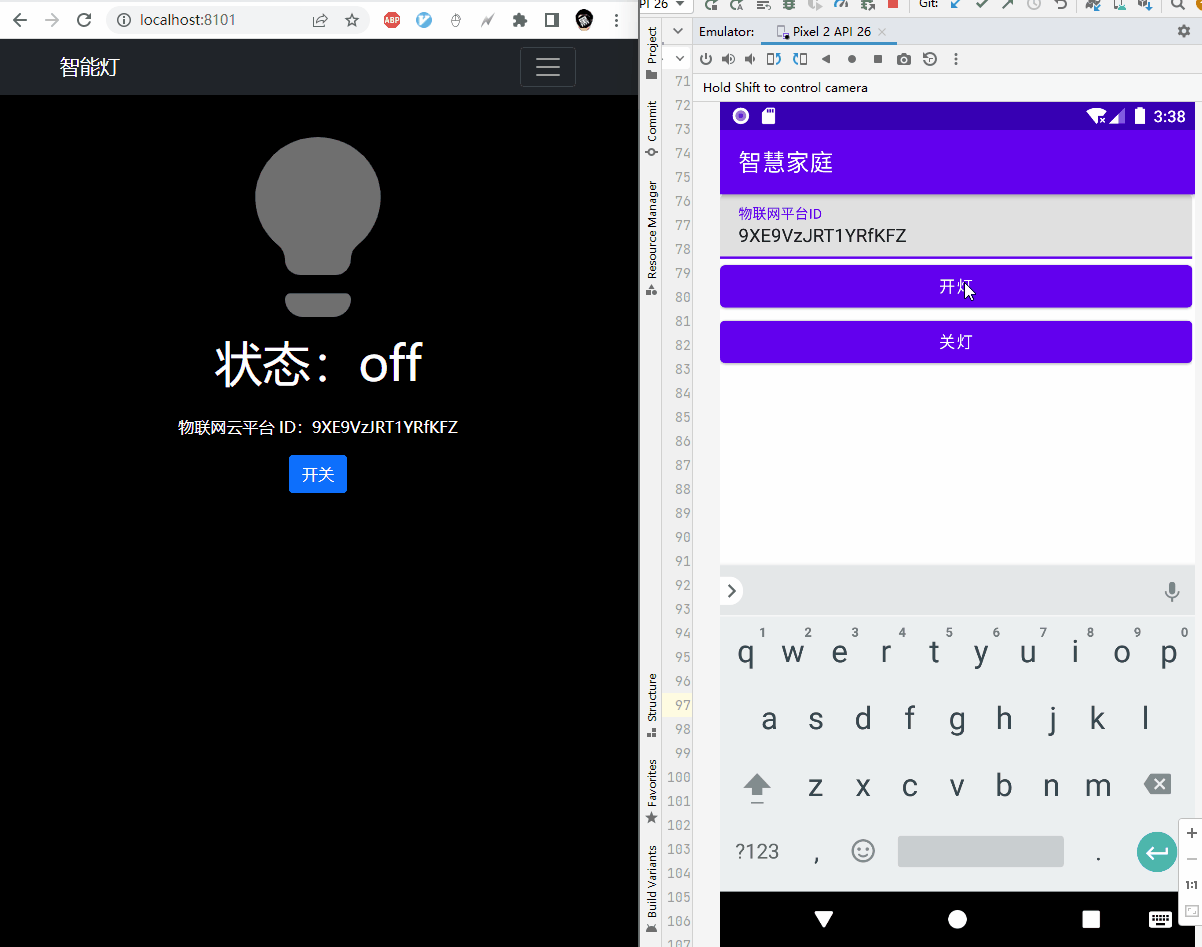 localhost:8101
ABP
智能灯
状态：off
物联网云平台 ID：9XE9VzJRT1YRfKFZ
开关
PI 26
Git:
Emulator:
Pixel 2 API 26
Hold Shift to control camera
Project
Commit
Resource Manager
Structure
Favorites
Build Variants
71
72
73
74
75
76
77
78
79
80
81
82
83
84
85
86
87
88
89
90
91
92
93
94
95
96
97
98
99
100
101
102
103
104
105
106
107
3:38
智慧家庭
物联网平台ID
9XE9VzJRT1YRfKFZ
开灯
关灯
1 2 3 4 5 6 7 8 9 0
q w e r t y u i o p
a s d f g h j k l
z x c v b n m
?123 , .
1:1